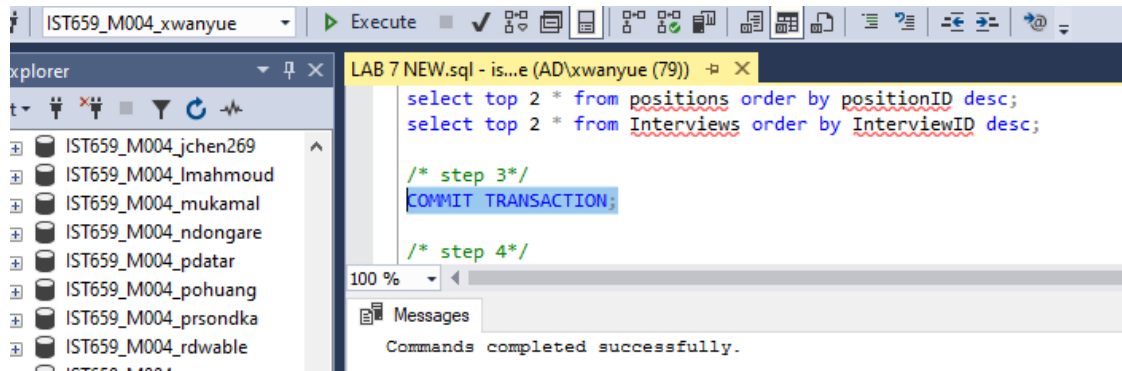 IST659_M004_xwanyue
Execute
xplorer
LAB 7 NEW.sql - is...e (AD\xwanyue (79))
select top 2 * from positions order by positionID desc;
select top 2 * from Interviews order by InterviewID desc;
/* step 3*/
COMMIT TRANSACTION;
/* step 4*/
100 %
Messages
Commands completed successfully.
t
IST659_M004_jchen269
IST659_M004_lmahmoud
IST659_M004_mukamal
IST659_M004_ndongare
IST659_M004_pdatar
IST659_M004_pohuang
IST659_M004_prsondka
IST659_M004_rdwable